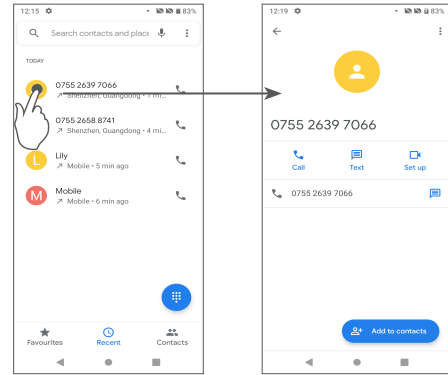 12:15 83%
Search contacts and place
TODAY
0755 2639 7066
Shenzhen, Guangdong • 1 mi...
0755 2658 8741
Shenzhen, Guangdong • 4 mi...
L Lily
Mobile • 5 min ago
M Mobile
Mobile • 6 min ago
Favourites Recent Contacts
12:19 83%
0755 2639 7066
Call Text Set up
0755 2639 7066
Add to contacts